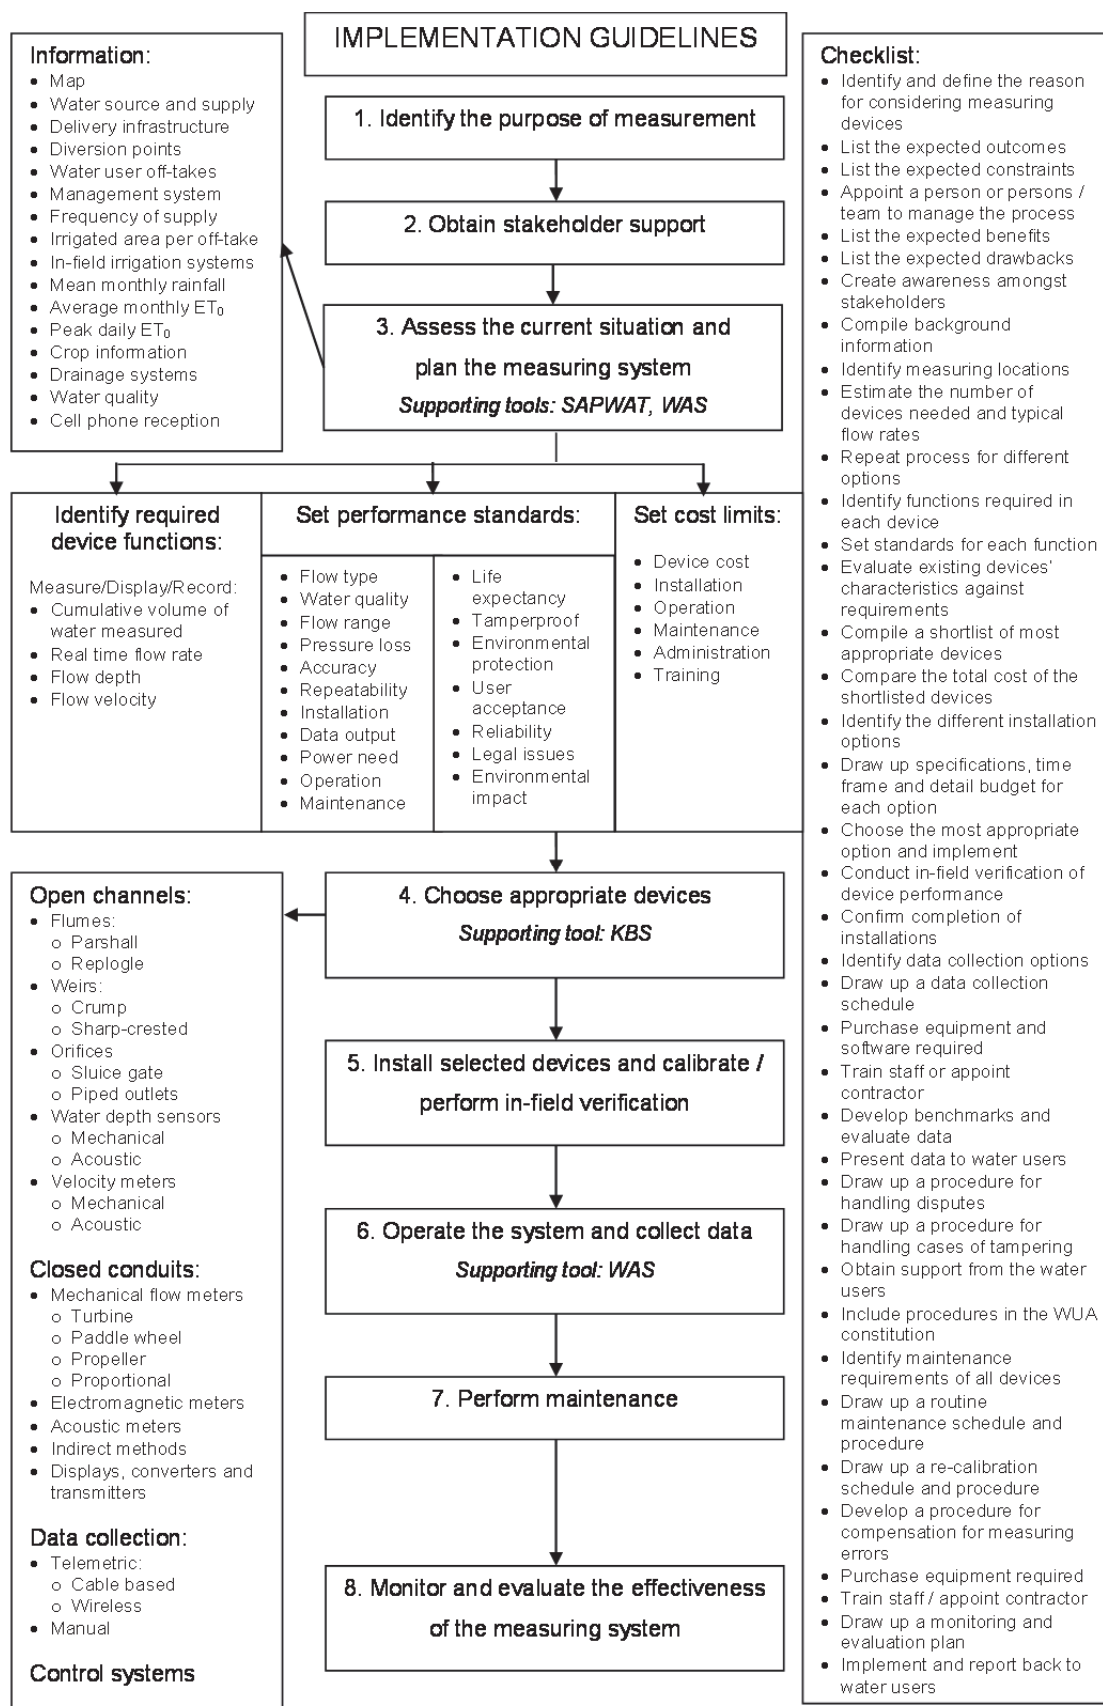 IMPLEMENTATION GUIDELINES
Information:
• Map
• Water source and supply
• Delivery infrastructure
• Diversion points
• Water user off-takes
• Management system
• Frequency of supply
• Irrigated area per off-take
• In-field irrigation systems
• Mean monthly rainfall
• Average monthly ET₀
• Peak daily ET₀
• Crop information
• Drainage systems
• Water quality
• Cell phone reception
1. Identify the purpose of measurement
2. Obtain stakeholder support
3. Assess the current situation and
plan the measuring system
Supporting tools: SAPWAT, WAS
Identify required
device functions:
Measure/Display/Record:
• Cumulative volume of
water measured
• Real time flow rate
• Flow depth
• Flow velocity
Set performance standards:
• Flow type
• Water quality
• Flow range
• Pressure loss
• Accuracy
• Repeatability
• Installation
• Data output
• Power need
• Operation
• Maintenance
• Life
expectancy
• Tamperproof
• Environmental
protection
• User
acceptance
• Reliability
• Legal issues
• Environmental
impact
Set cost limits:
• Device cost
• Installation
• Operation
• Maintenance
• Administration
• Training
4. Choose appropriate devices
Supporting tool: KBS
Open channels:
• Flumes:
o Parshall
o Replogle
• Weirs:
o Crump
o Sharp-crested
• Orifices
o Sluice gate
o Piped outlets
• Water depth sensors
o Mechanical
o Acoustic
• Velocity meters
o Mechanical
o Acoustic
Closed conduits:
• Mechanical flow meters
o Turbine
o Paddle wheel
o Propeller
o Proportional
• Electromagnetic meters
• Acoustic meters
• Indirect methods
• Displays, converters and
transmitters
Data collection:
• Telemetric:
o Cable based
o Wireless
• Manual
Control systems
5. Install selected devices and calibrate /
perform in-field verification
6. Operate the system and collect data
Supporting tool: WAS
7. Perform maintenance
8. Monitor and evaluate the effectiveness
of the measuring system
Checklist:
• Identify and define the reason
for considering measuring
devices
• List the expected outcomes
• List the expected constraints
• Appoint a person or persons /
team to manage the process
• List the expected benefits
• List the expected drawbacks
• Create awareness amongst
stakeholders
• Compile background
information
• Identify measuring locations
• Estimate the number of
devices needed and typical
flow rates
• Repeat process for different
options
• Identify functions required in
each device
• Set standards for each function
• Evaluate existing devices'
characteristics against
requirements
• Compile a shortlist of most
appropriate devices
• Compare the total cost of the
shortlisted devices
• Identify the different installation
options
• Draw up specifications, time
frame and detail budget for
each option
• Choose the most appropriate
option and implement
• Conduct in-field verification of
device performance
• Confirm completion of
installations
• Identify data collection options
• Draw up a data collection
schedule
• Purchase equipment and
software required
• Train staff or appoint
contractor
• Develop benchmarks and
evaluate data
• Present data to water users
• Draw up a procedure for
handling disputes
• Draw up a procedure for
handling cases of tampering
• Obtain support from the water
users
• Include procedures in the WUA
constitution
• Identify maintenance
requirements of all devices
• Draw up a routine
maintenance schedule and
procedure
• Draw up a re-calibration
schedule and procedure
• Develop a procedure for
compensation for measuring
errors
• Purchase equipment required
• Train staff / appoint contractor
• Draw up a monitoring and
evaluation plan
• Implement and report back to
water users